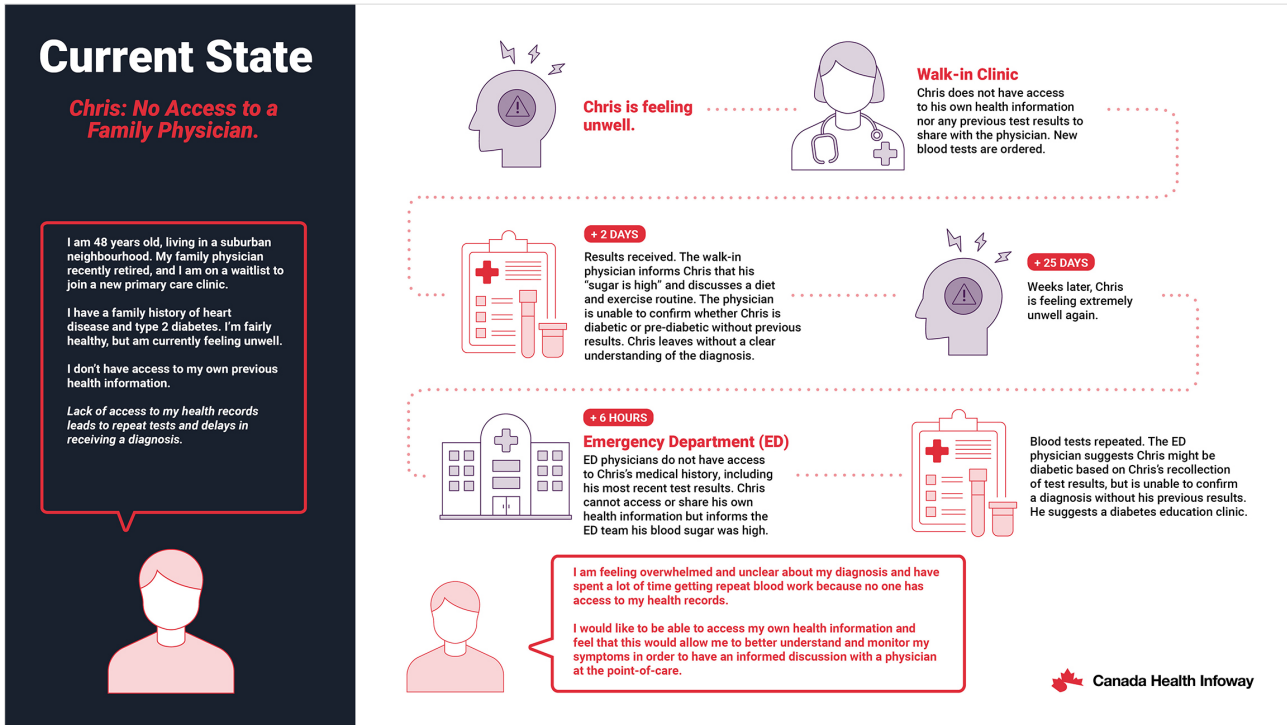 Current State
Chris: No Access to a
Family Physician.
I am 48 years old, living in a suburban
neighbourhood. My family physician
recently retired, and I am on a waitlist to
join a new primary care clinic.
I have a family history of heart
disease and type 2 diabetes. I’m fairly
healthy, but am currently feeling unwell.
I don’t have access to my own previous
health information.
Lack of access to my health records
leads to repeat tests and delays in
receiving a diagnosis.
Chris is feeling
unwell.
Walk-in Clinic
Chris does not have access
to his own health information
nor any previous test results to
share with the physician. New
blood tests are ordered.
+ 2 DAYS
Results received. The walk-in
physician informs Chris that his
“sugar is high” and discusses a diet
and exercise routine. The physician
is unable to confirm whether Chris is
diabetic or pre-diabetic without previous
results. Chris leaves without a clear
understanding of the diagnosis.
+ 25 DAYS
Weeks later, Chris
is feeling extremely
unwell again.
+ 6 HOURS
Emergency Department (ED)
ED physicians do not have access
to Chris’s medical history, including
his most recent test results. Chris
cannot access or share his own
health information but informs the
ED team his blood sugar was high.
Blood tests repeated. The ED
physician suggests Chris might be
diabetic based on Chris’s recollection
of test results, but is unable to confirm
a diagnosis without his previous results.
He suggests a diabetes education clinic.
I am feeling overwhelmed and unclear about my diagnosis and have
spent a lot of time getting repeat blood work because no one has
access to my health records.
I would like to be able to access my own health information and
feel that this would allow me to better understand and monitor my
symptoms in order to have an informed discussion with a physician
at the point-of-care.
Canada Health Infoway